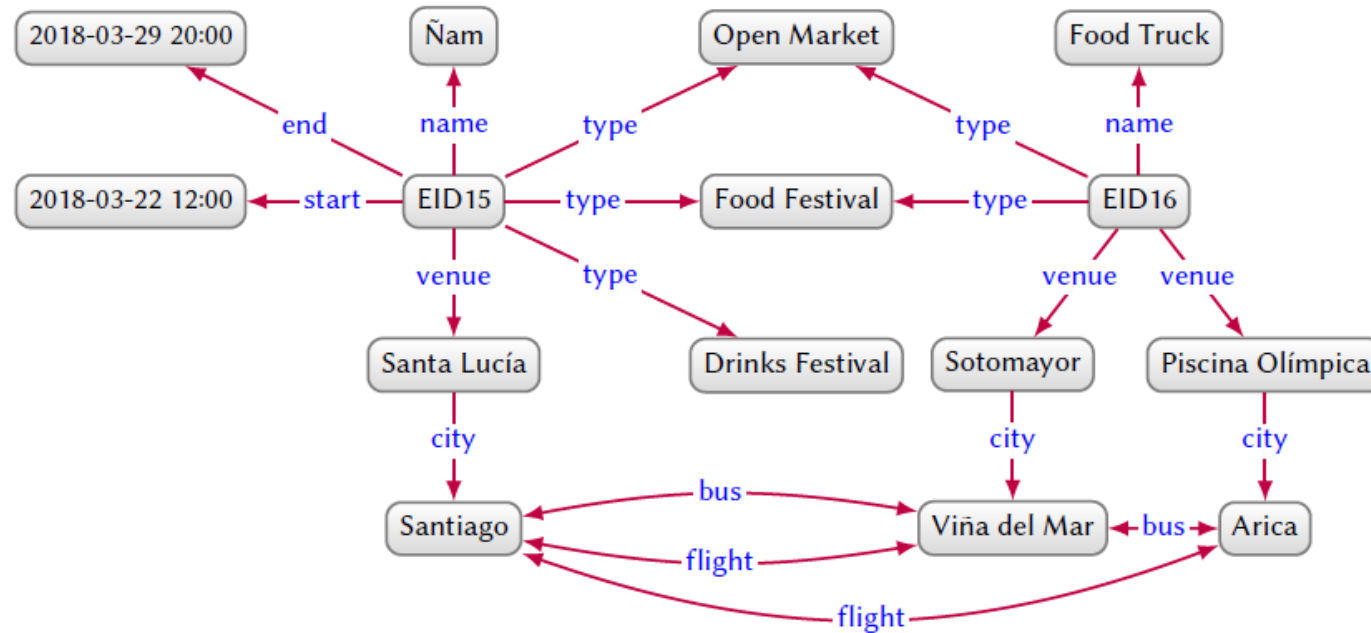 2018-03-29 20:00
Ñam
Open Market
Food Truck
end
name
type
type
name
2018-03-22 12:00
start
EID15
type
Food Festival
type
EID16
venue
type
venue
venue
Santa Lucía
Drinks Festival
Sotomayor
Piscina Olímpica
city
city
city
bus
Santiago
Viña del Mar
bus
Arica
flight
flight